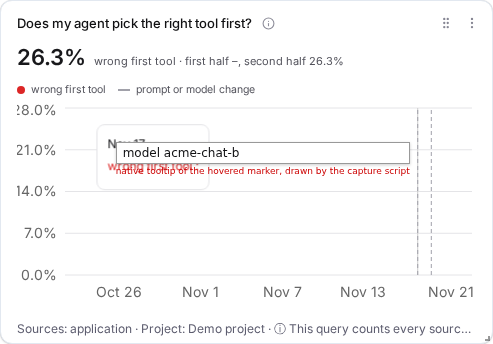 Does my agent pick the right tool first?
26.3% wrong first tool · first half –, second half 26.3%
wrong first tool prompt or model change
28.0%
21.0%
14.0%
7.0%
0.0%
model acme-chat-b
native tooltip of the hovered marker, drawn by the capture script
Oct 26 Nov 1 Nov 7 Nov 13 Nov 21
Sources: application · Project: Demo project · ⓘ This query counts every sourc...